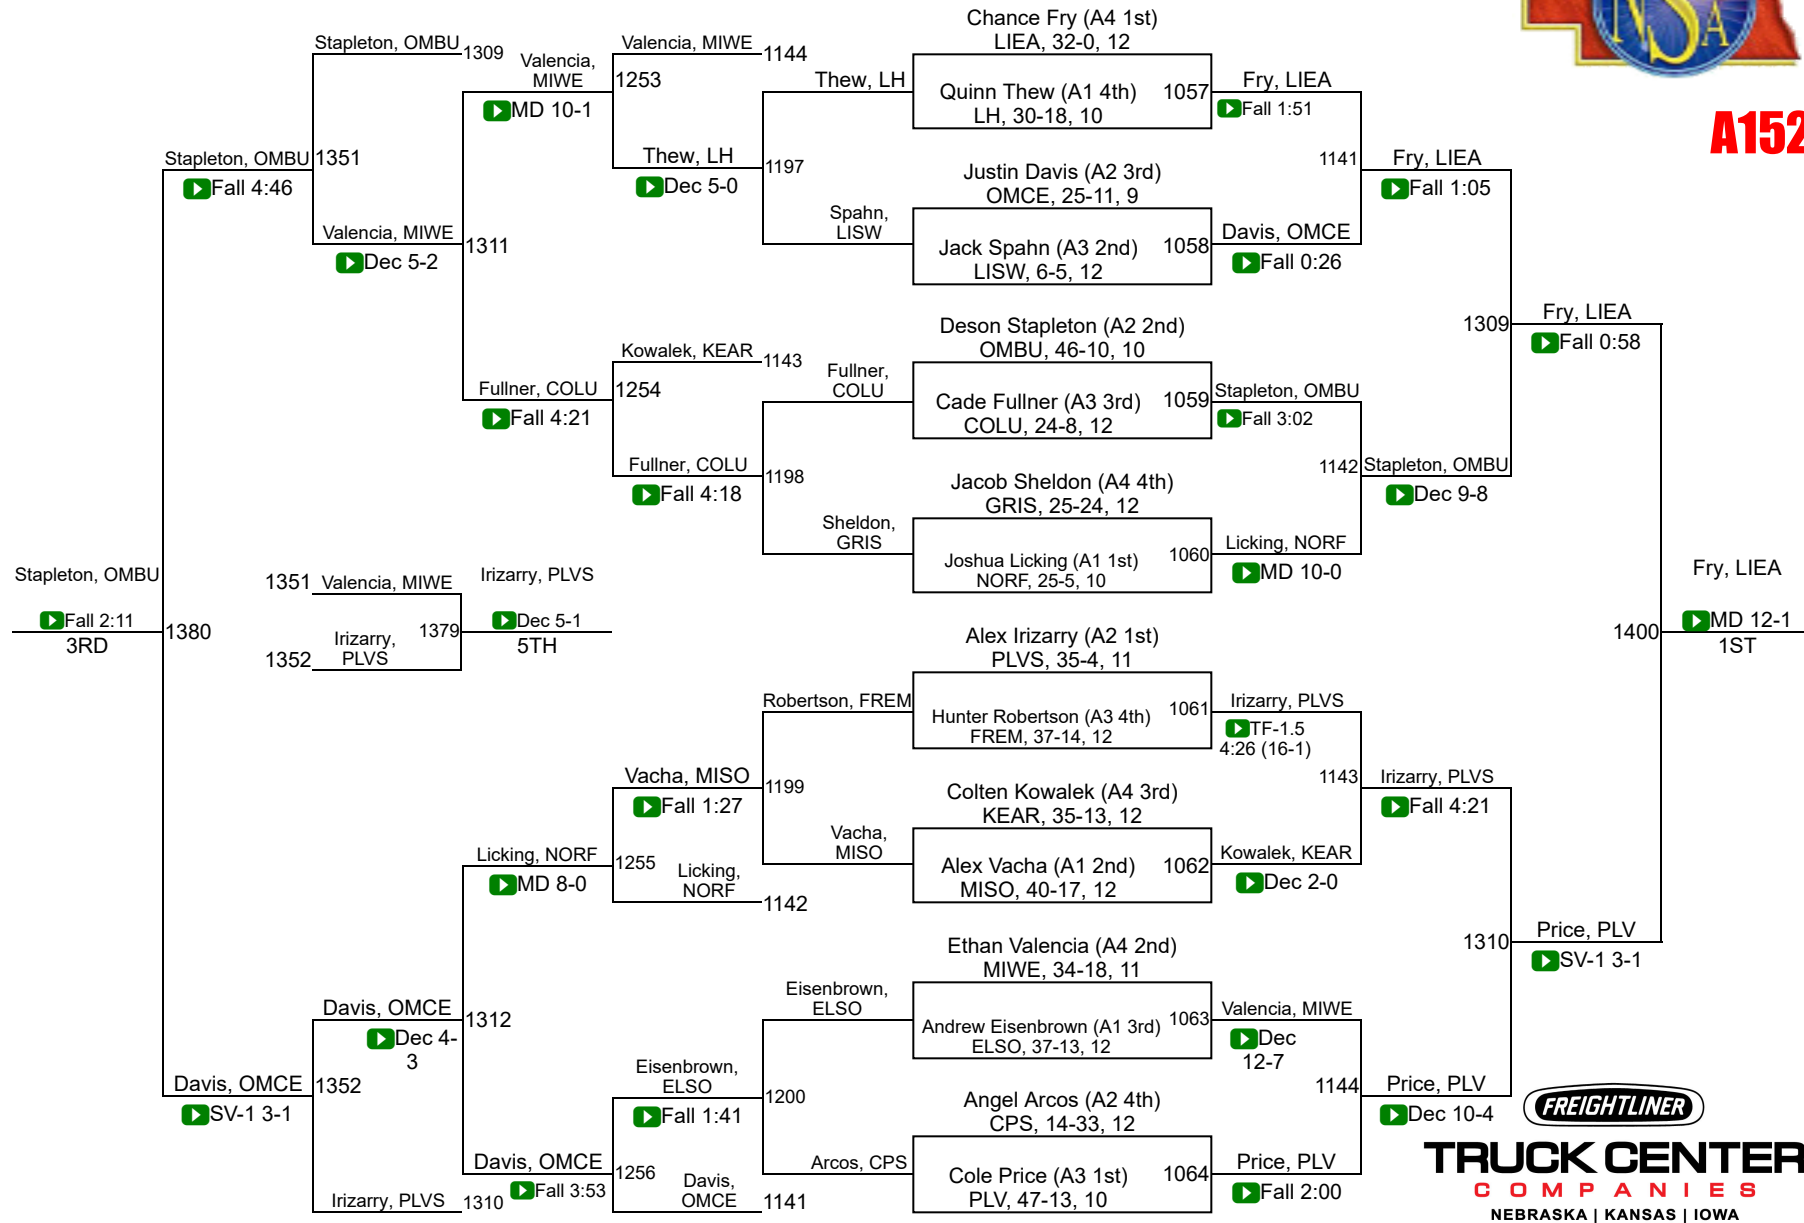 NSA
A152
Chance Fry (A4 1st)
LIEA, 32-0, 12
Quinn Thew (A1 4th)
LH, 30-18, 10
1057
Justin Davis (A2 3rd)
OMCE, 25-11, 9
Jack Spahn (A3 2nd)
LISW, 6-5, 12
1058
Deson Stapleton (A2 2nd)
OMBU, 46-10, 10
Cade Fullner (A3 3rd)
COLU, 24-8, 12
1059
Jacob Sheldon (A4 4th)
GRIS, 25-24, 12
Joshua Licking (A1 1st)
NORF, 25-5, 10
1060
Alex Irizarry (A2 1st)
PLVS, 35-4, 11
Hunter Robertson (A3 4th)
FREM, 37-14, 12
1061
Colten Kowalek (A4 3rd)
KEAR, 35-13, 12
Alex Vacha (A1 2nd)
MISO, 40-17, 12
1062
Ethan Valencia (A4 2nd)
MIWE, 34-18, 11
Andrew Eisenbrown (A1 3rd)
ELSO, 37-13, 12
1063
Angel Arcos (A2 4th)
CPS, 14-33, 12
Cole Price (A3 1st)
PLV, 47-13, 10
1064
Fry, LIEA
Fall 1:51
1141
Davis, OMCE
Fall 0:26
Stapleton, OMBU
Fall 3:02
1142
Licking, NORF
MD 10-0
Irizarry, PLVS
TF-1.5
4:26 (16-1)
1143
Kowalek, KEAR
Dec 2-0
Valencia, MIWE
Dec
12-7
1144
Price, PLV
Fall 2:00
Fry, LIEA
Fall 1:05
1309
Stapleton, OMBU
Dec 9-8
Irizarry, PLVS
Fall 4:21
1310
Price, PLV
Dec 10-4
Fry, LIEA
Fall 0:58
1400
Price, PLV
SV-1 3-1
Fry, LIEA
MD 12-1
1ST
Thew, LH
1197
Spahn,
LISW
Fullner,
COLU
1198
Sheldon,
GRIS
Robertson, FREM
1199
Vacha,
MISO
Eisenbrown,
ELSO
1200
Arcos, CPS
Valencia, MIWE
1144
1253
Thew, LH
Dec 5-0
Kowalek, KEAR
1143
1254
Fullner, COLU
Fall 4:18
Vacha, MISO
Fall 1:27
1255
Licking,
NORF
1142
Eisenbrown,
ELSO
Fall 1:41
1256
Davis,
OMCE
1141
Valencia,
MIWE
MD 10-1
1311
Fullner, COLU
Fall 4:21
Licking, NORF
MD 8-0
1312
Davis, OMCE
Fall 3:53
Stapleton, OMBU
1309
1351
Valencia, MIWE
Dec 5-2
Davis, OMCE
Dec 4-
3
1352
Irizarry, PLVS
1310
Stapleton, OMBU
Fall 4:46
1380
Davis, OMCE
SV-1 3-1
Stapleton, OMBU
Fall 2:11
3RD
1351
Valencia, MIWE
1352
Irizarry,
PLVS
1379
Irizarry, PLVS
Dec 5-1
5TH
FREIGHTLINER
TRUCK CENTER
COMPANIES
NEBRASKA | KANSAS | IOWA